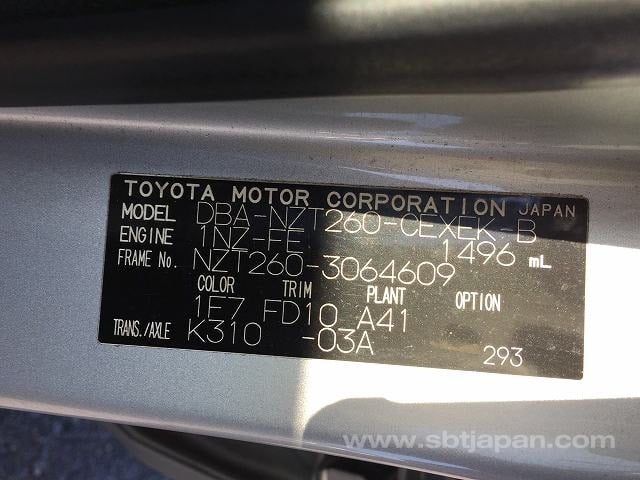 TOYOTA MOTOR CORPORATION JAPAN
MODEL DBA-NZT260-CEXEK-B
ENGINE 1NZ-FE 1496 mL
FRAME No. NZT260-3064609
COLOR TRIM PLANT OPTION
1E7 FD10 A41
TRANS./AXLE K310 -03A 293
www.sbtjapan.com